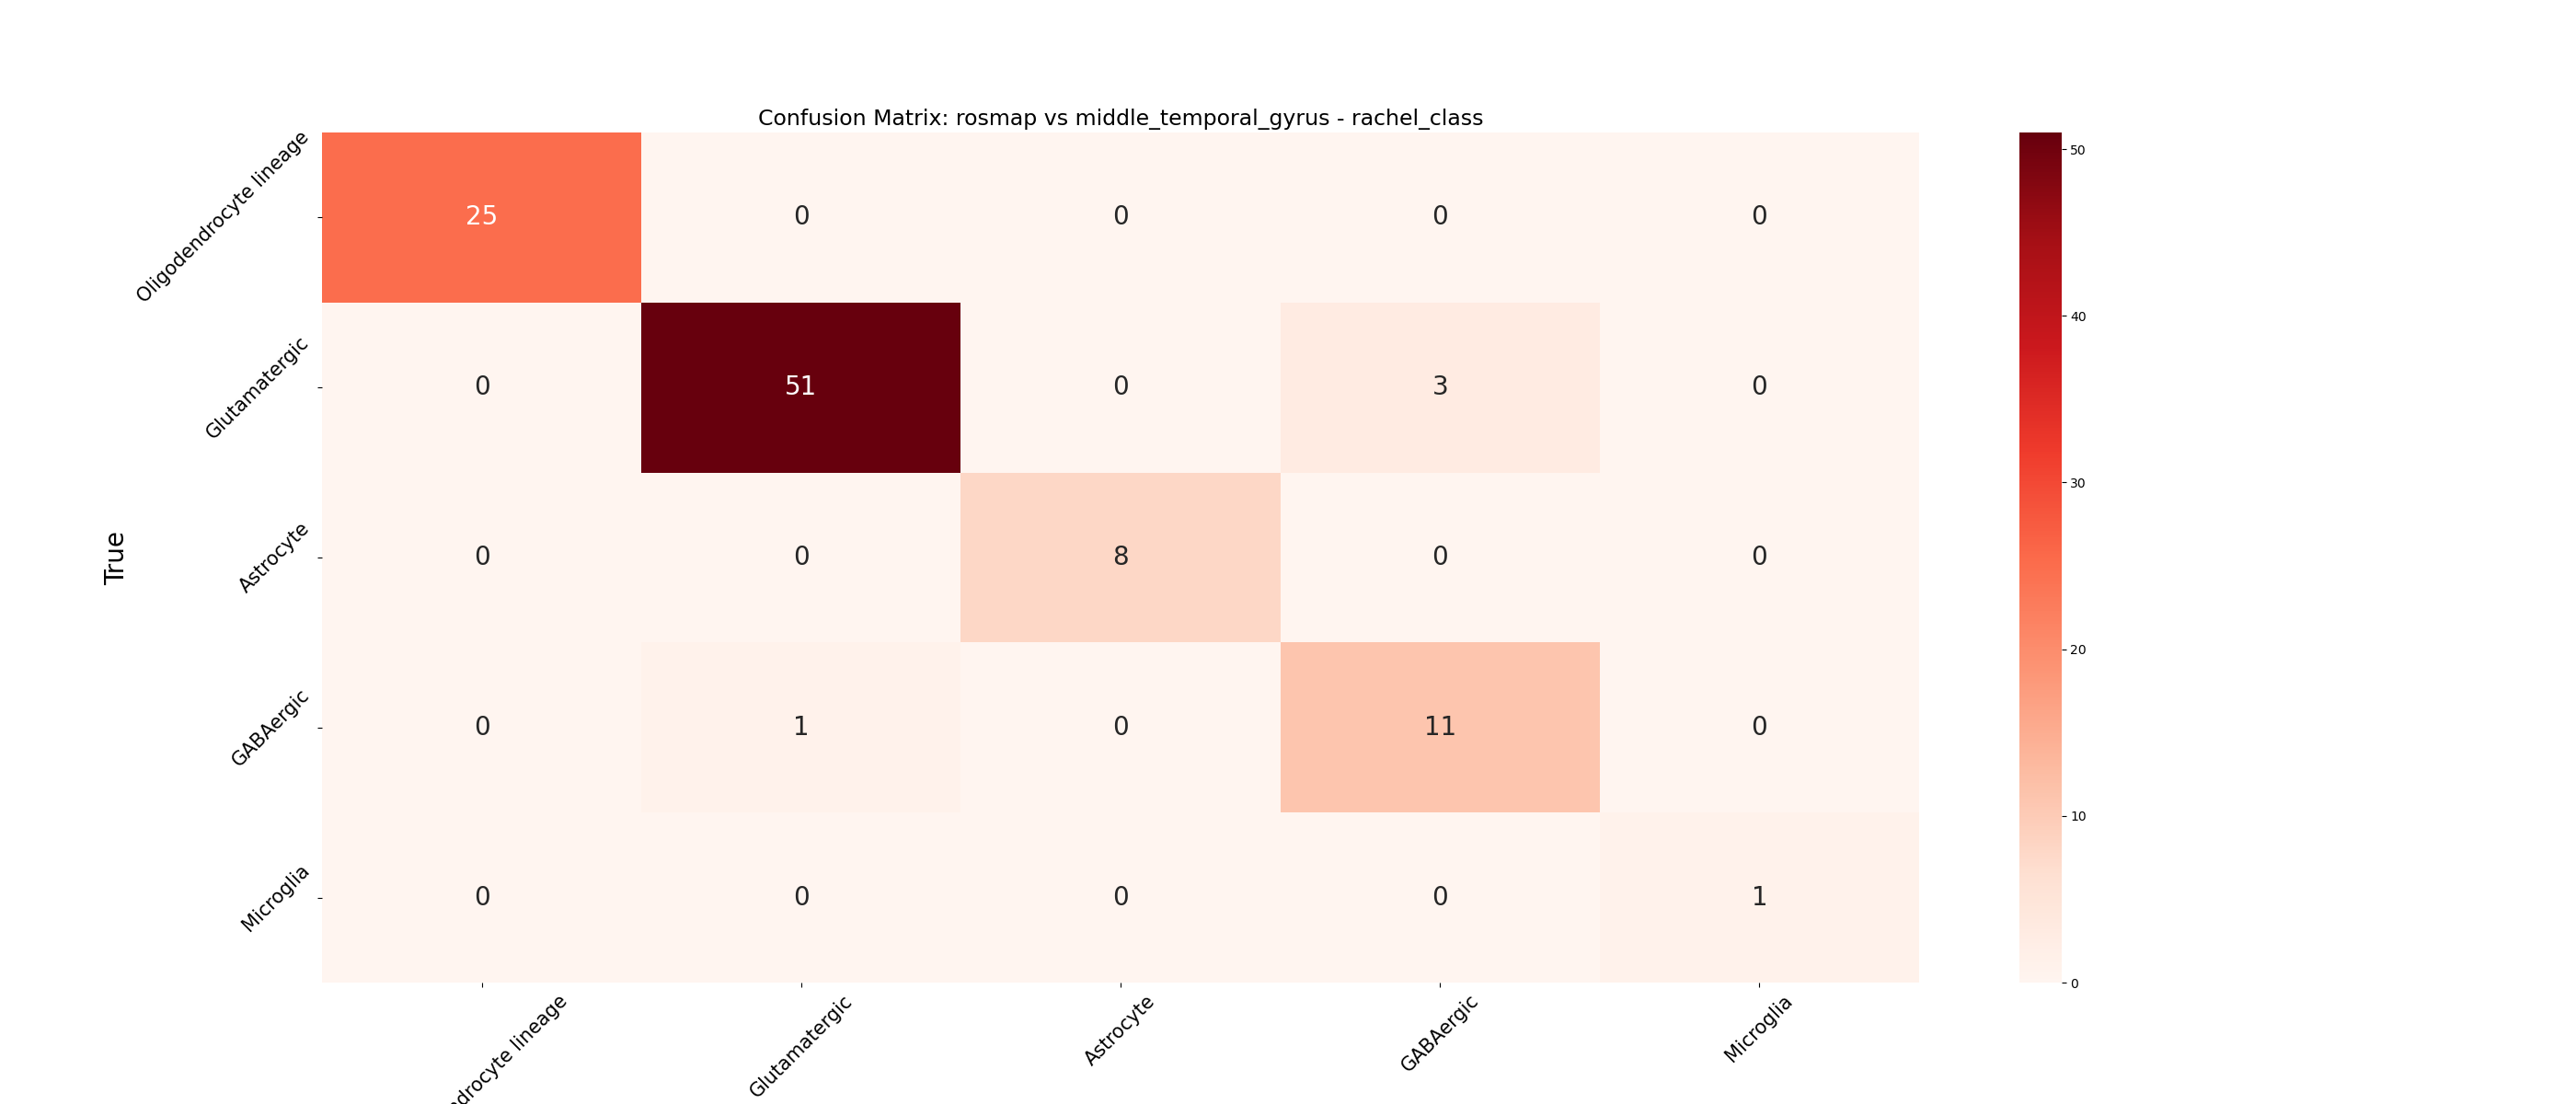 Confusion Matrix: rosmap vs middle_temporal_gyrus - rachel_class
Oligodendrocyte lineage
25 0 0 0 0
Glutamatergic
0 51 0 3 0
Astrocyte
0 0 8 0 0
GABAergic
0 1 0 11 0
Microglia
0 0 0 0 1
True
ndrocyte lineage
Glutamatergic
Astrocyte
GABAergic
Microglia
50
40
30
20
10
0